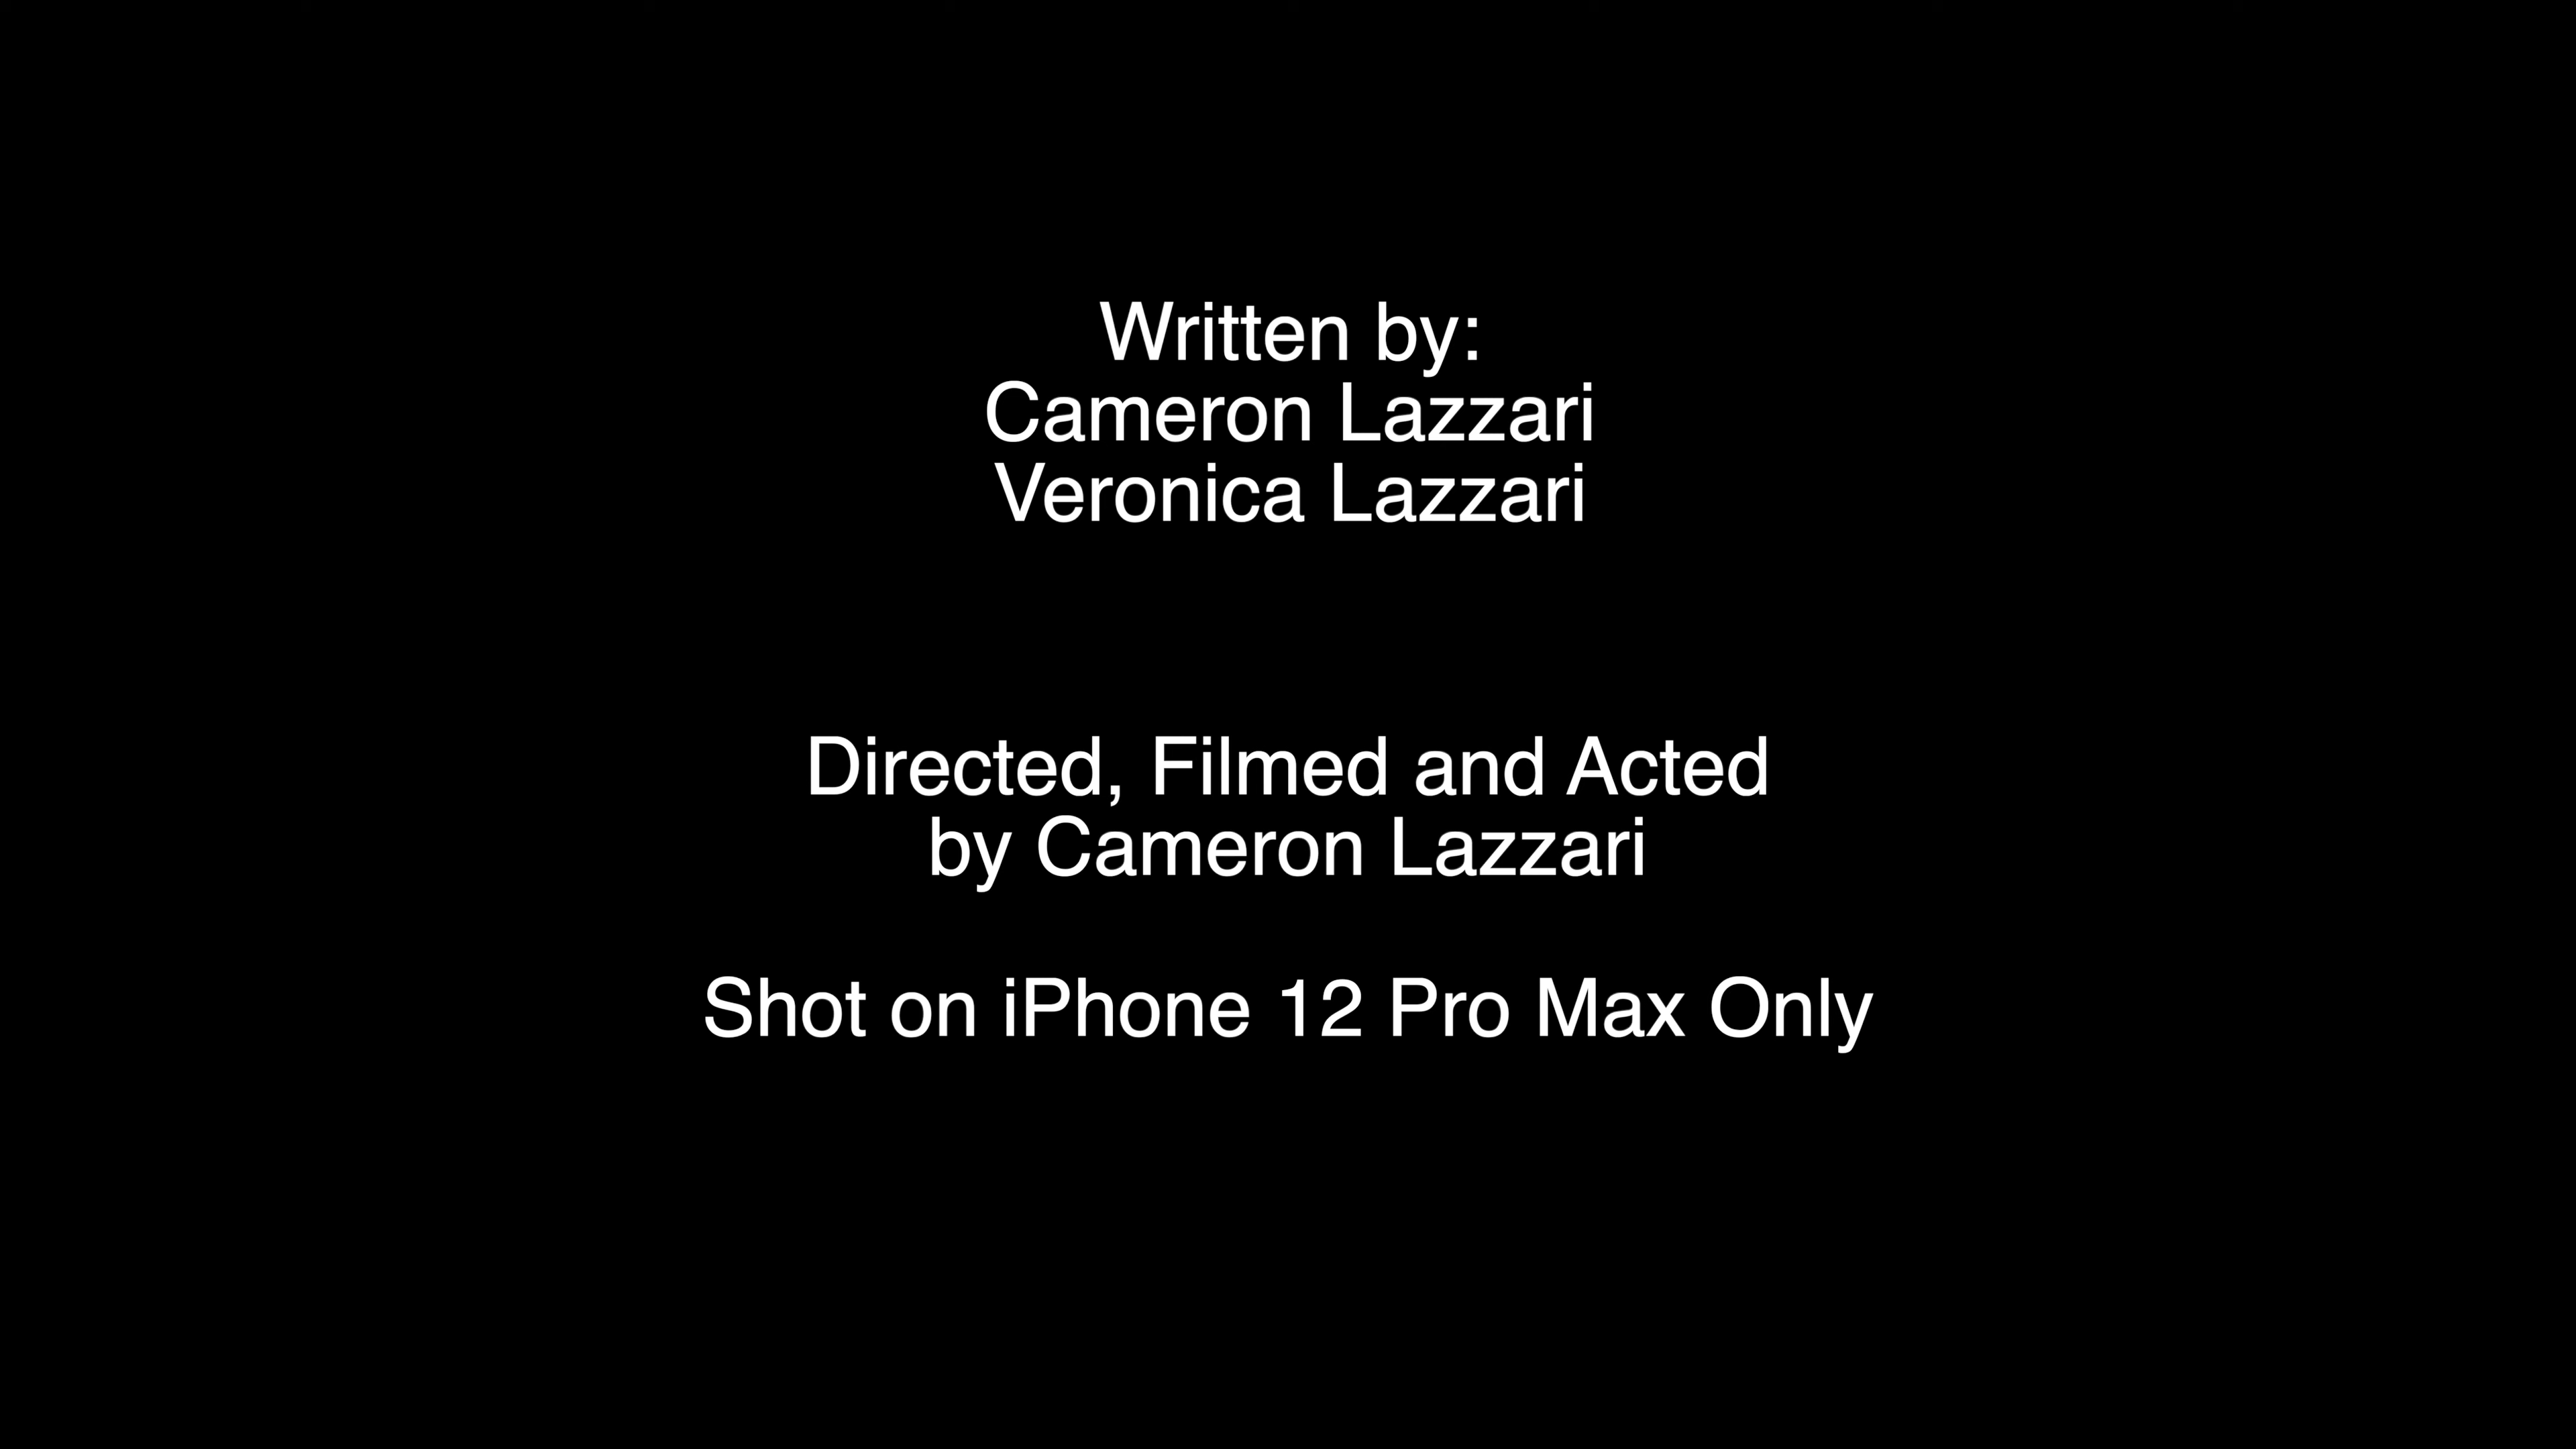 Written by:
Cameron Lazzari
Veronica Lazzari
Directed, Filmed and Acted
by Cameron Lazzari
Shot on iPhone 12 Pro Max Only